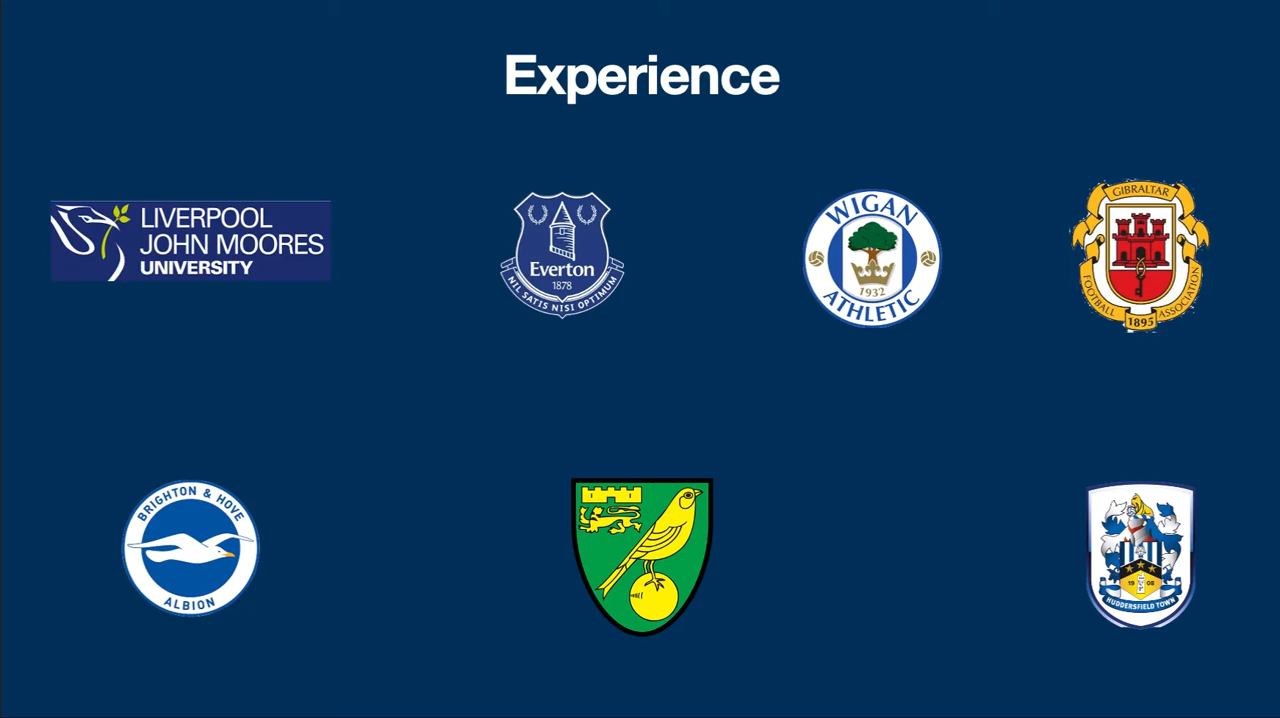 Experience
LIVERPOOL
JOHN MOORES
UNIVERSITY
Everton
1878
NIL SATIS NISI OPTIMUM
WIGAN
1932
ATHLETIC
GIBRALTAR
FOOTBALL ASSOCIATION
1895
BRIGHTON & HOVE
ALBION
1908
HUDDERSFIELD TOWN